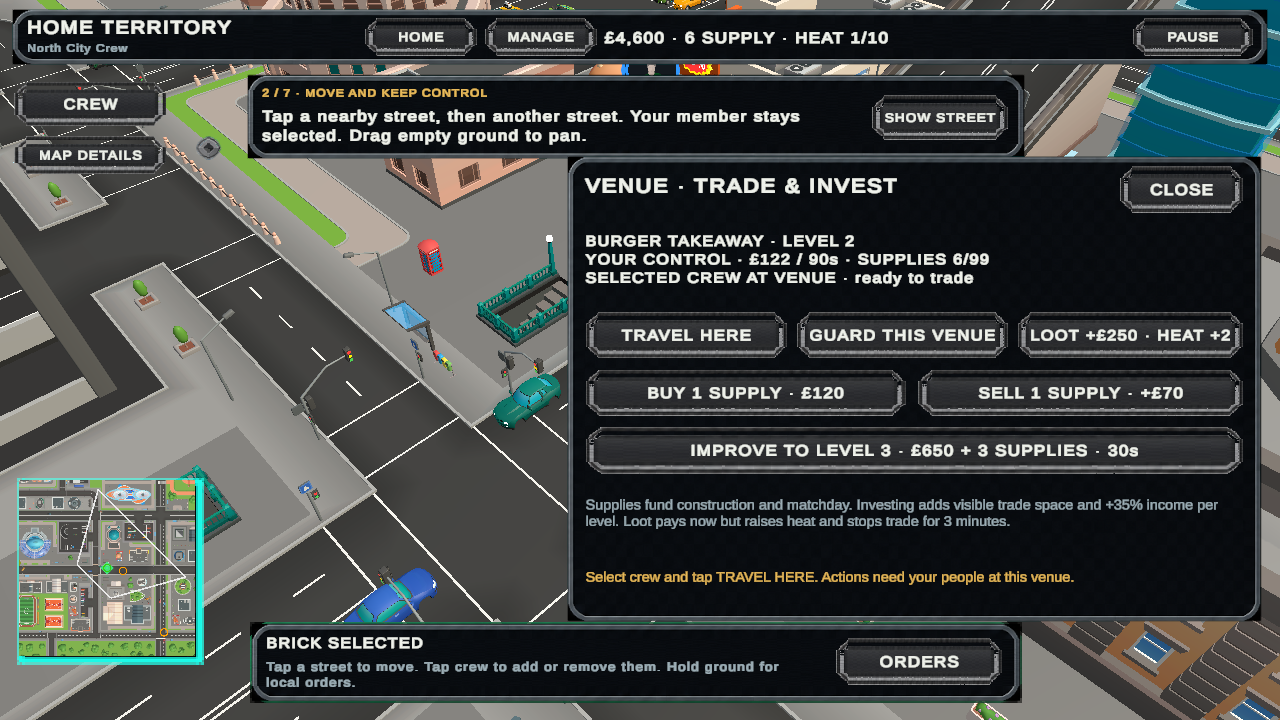 HOME TERRITORY
North City Crew
HOME
MANAGE
£4,600 · 6 SUPPLY · HEAT 1/10
PAUSE
CREW
MAP DETAILS
2 / 7 · MOVE AND KEEP CONTROL
Tap a nearby street, then another street. Your member stays
selected. Drag empty ground to pan.
SHOW STREET
VENUE · TRADE & INVEST
CLOSE
BURGER TAKEAWAY · LEVEL 2
YOUR CONTROL · £122 / 90s · SUPPLIES 6/99
SELECTED CREW AT VENUE · ready to trade
TRAVEL HERE
GUARD THIS VENUE
LOOT +£250 · HEAT +2
BUY 1 SUPPLY · £120
SELL 1 SUPPLY · +£70
IMPROVE TO LEVEL 3 · £650 + 3 SUPPLIES · 30s
Supplies fund construction and matchday. Investing adds visible trade space and +35% income per
level. Loot pays now but raises heat and stops trade for 3 minutes.
Select crew and tap TRAVEL HERE. Actions need your people at this venue.
BRICK SELECTED
Tap a street to move. Tap crew to add or remove them. Hold ground for
local orders.
ORDERS